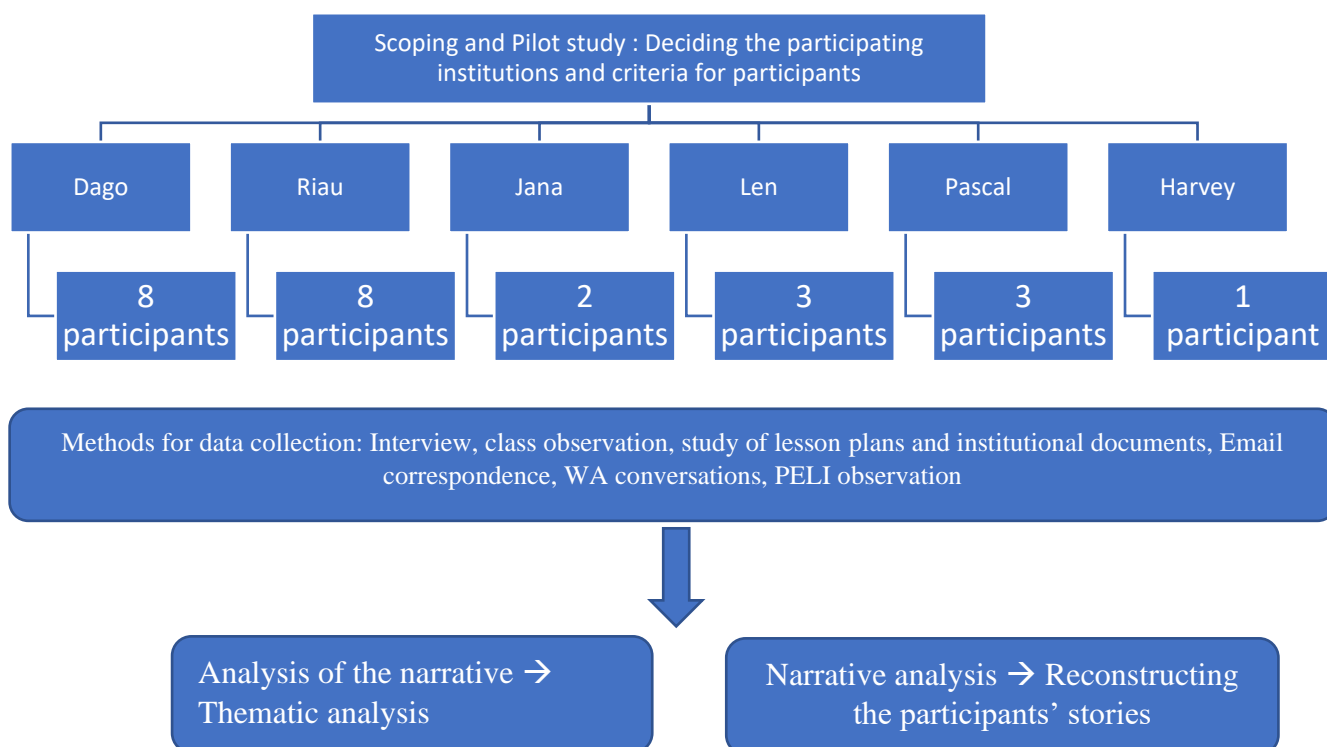 Scoping and Pilot study : Deciding the participating
institutions and criteria for participants
Dago
Riau
Jana
Len
Pascal
Harvey
8
participants
8
participants
2
participants
3
participants
3
participants
1
participant
Methods for data collection: Interview, class observation, study of lesson plans and institutional documents, Email
correspondence, WA conversations, PELI observation
Analysis of the narrative →
Thematic analysis
Narrative analysis → Reconstructing
the participants’ stories